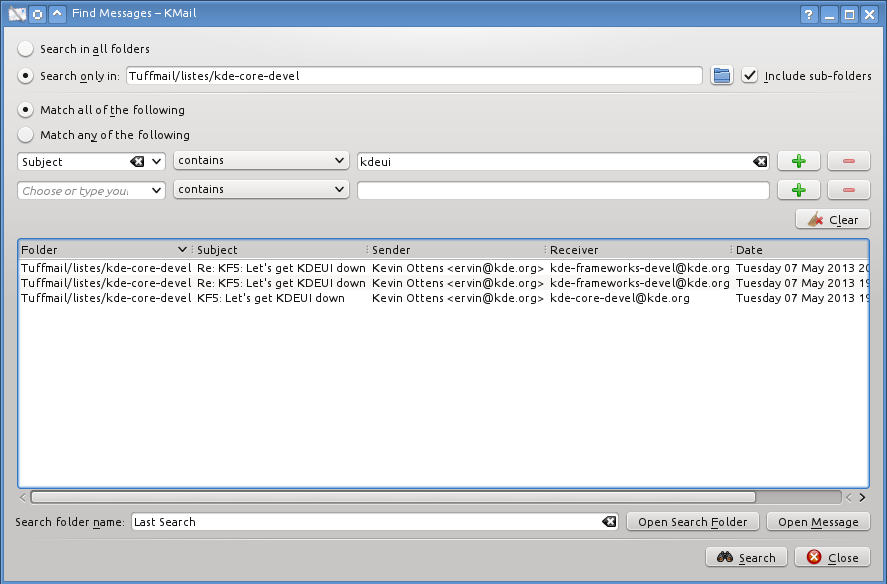 Find Messages – KMail
Search in all folders
Search only in: Tuffmail/listes/kde-core-devel Include sub-folders
Match all of the following
Match any of the following
Subject contains kdeui
Choose or type your contains
Clear
Folder Subject Sender Receiver Date
Tuffmail/listes/kde-core-devel Re: KF5: Let's get KDEUI down Kevin Ottens <ervin@kde.org> kde-frameworks-devel@kde.org Tuesday 07 May 2013 20
Tuffmail/listes/kde-core-devel Re: KF5: Let's get KDEUI down Kevin Ottens <ervin@kde.org> kde-frameworks-devel@kde.org Tuesday 07 May 2013 19
Tuffmail/listes/kde-core-devel KF5: Let's get KDEUI down Kevin Ottens <ervin@kde.org> kde-core-devel@kde.org Tuesday 07 May 2013 19
Search folder name: Last Search Open Search Folder Open Message
Search Close